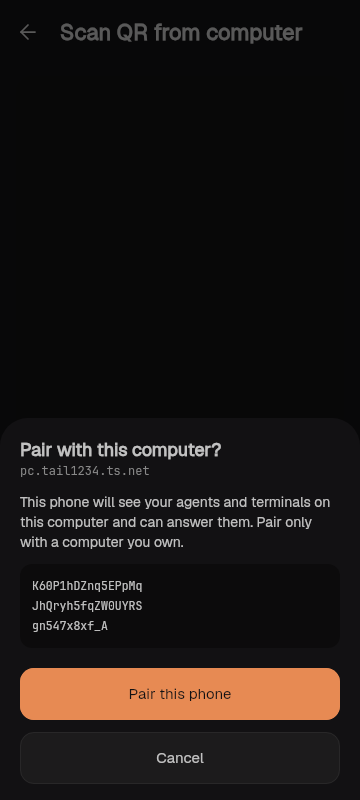 Scan QR from computer
Pair with this computer?
pc.tail1234.ts.net
This phone will see your agents and terminals on
this computer and can answer them. Pair only
with a computer you own.
K60P1hDZnq5EPpMq
JhQryh5fqZW0UYRS
gn547x8xf_A
Pair this phone
Cancel